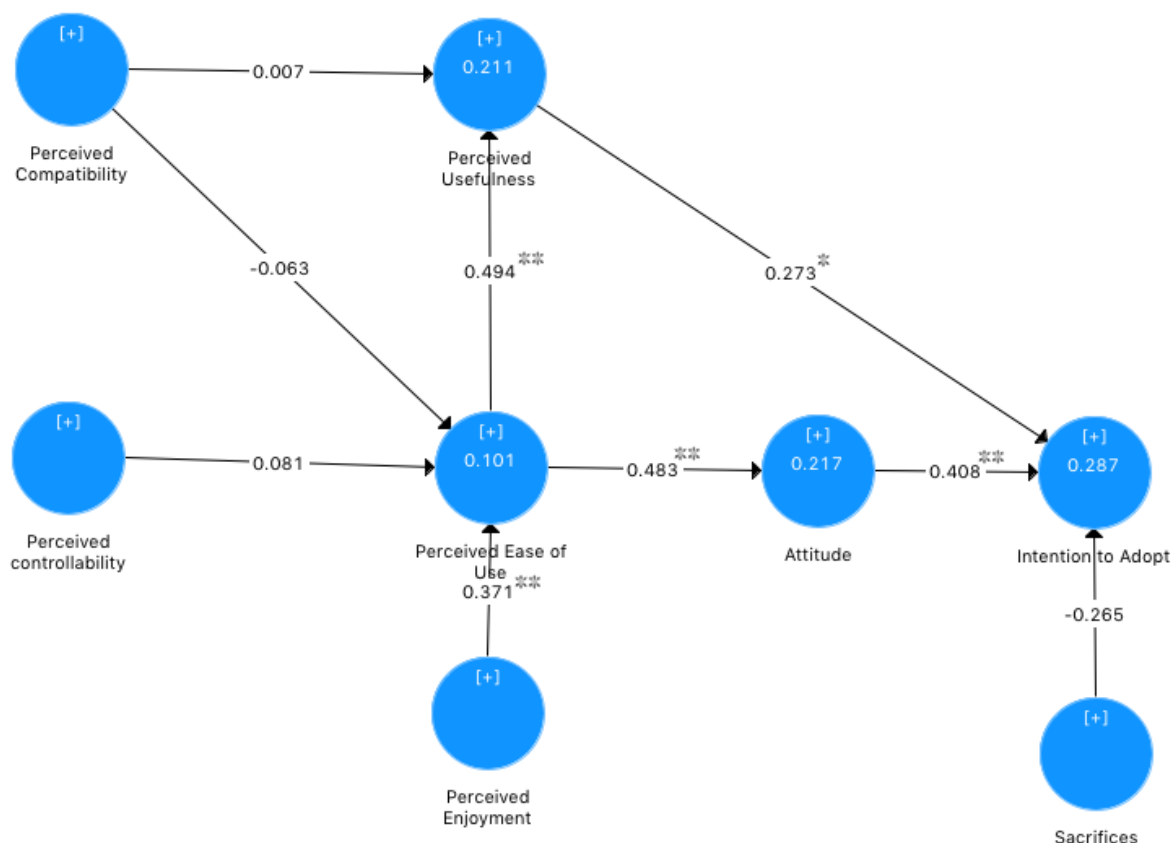 [+]
[+]
0.211
0.007
Perceived
Compatibility
Perceived
Usefulness
-0.063
0.494**
0.273*
[+]
[+]
0.101
[+]
0.217
[+]
0.287
0.081
0.483**
0.408**
Perceived
controllability
Perceived Ease of
Use
Attitude
Intention to Adopt
0.371**
-0.265
[+]
[+]
Perceived
Enjoyment
Sacrifices